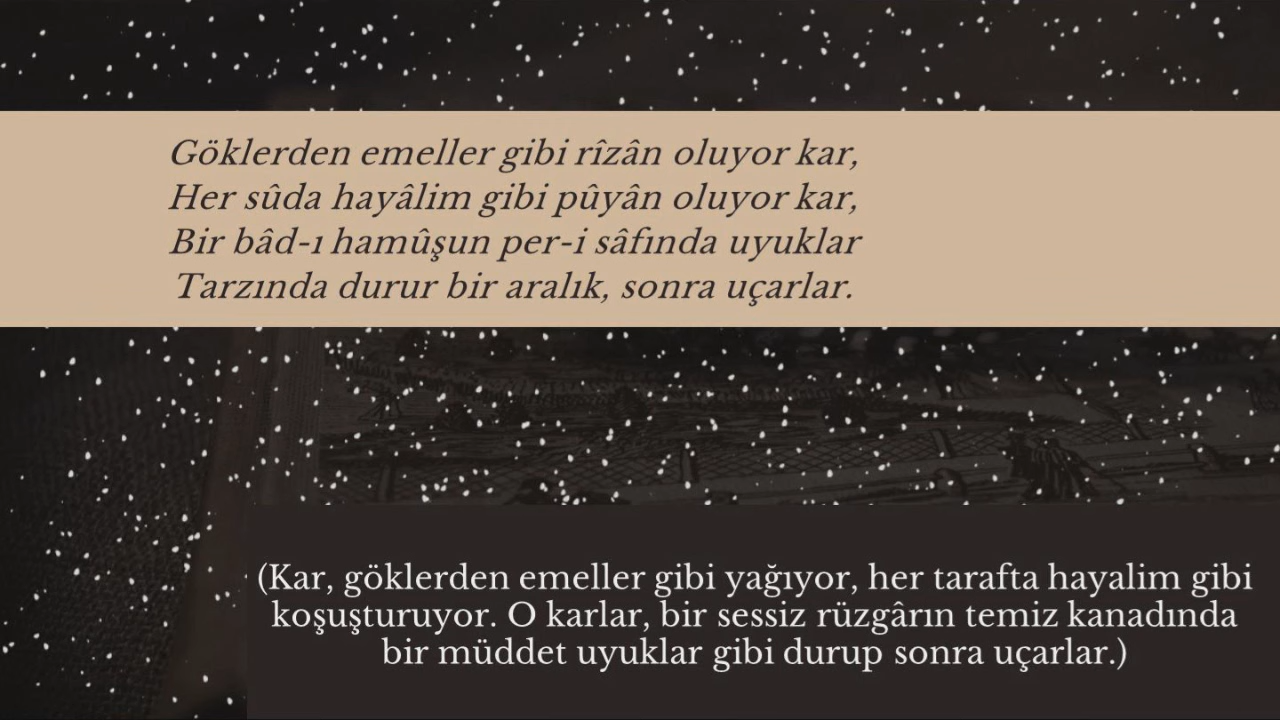 Göklerden emeller gibi rîzân oluyor kar,
Her sûda hayâlim gibi pûyân oluyor kar,
Bir bâd-ı hamûşun per-i sâfında uyuklar
Tarzında durur bir aralık, sonra uçarlar.
(Kar, göklerden emeller gibi yağıyor, her tarafta hayalim gibi
koşuşturuyor. O karlar, bir sessiz rüzgârın temiz kanadında
bir müddet uyuklar gibi durup sonra uçarlar.)